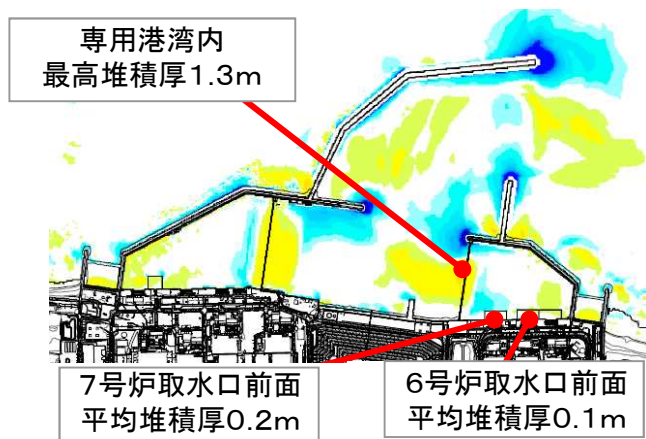 専用港湾内
最高堆積厚1.3m
7号炉取水口前面
平均堆積厚0.2m
6号炉取水口前面
平均堆積厚0.1m